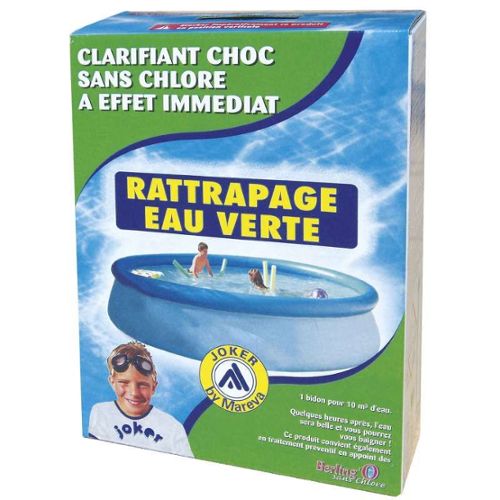 CLARIFIANT CHOC
SANS CHLORE
A EFFET IMMEDIAT
RATTRAPAGE
EAU VERTE
JOKER
by Mareva
joker
1 bidon pour 10 m³ d'eau.
Quelques heures après, l'eau
sera belle et vous pourrez
vous baigner !
Ce produit convient également
en traitement préventif en appoint des
Sans Chlore